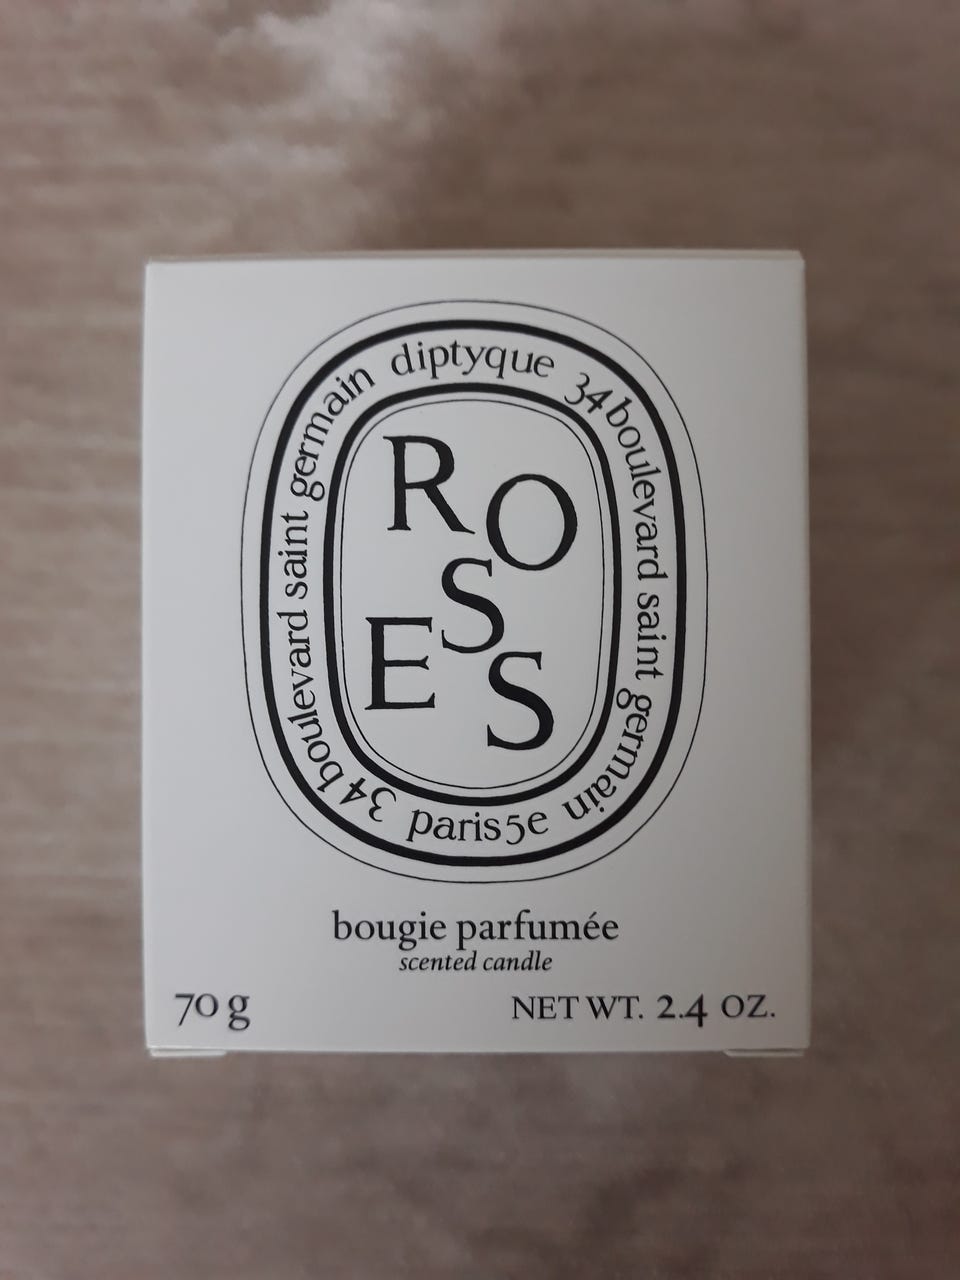 diptyque 34 boulevard saint germain
paris 5e
34 boulevard saint germain
ROSES
bougie parfumée
scented candle
70 g
NET WT. 2.4 OZ.